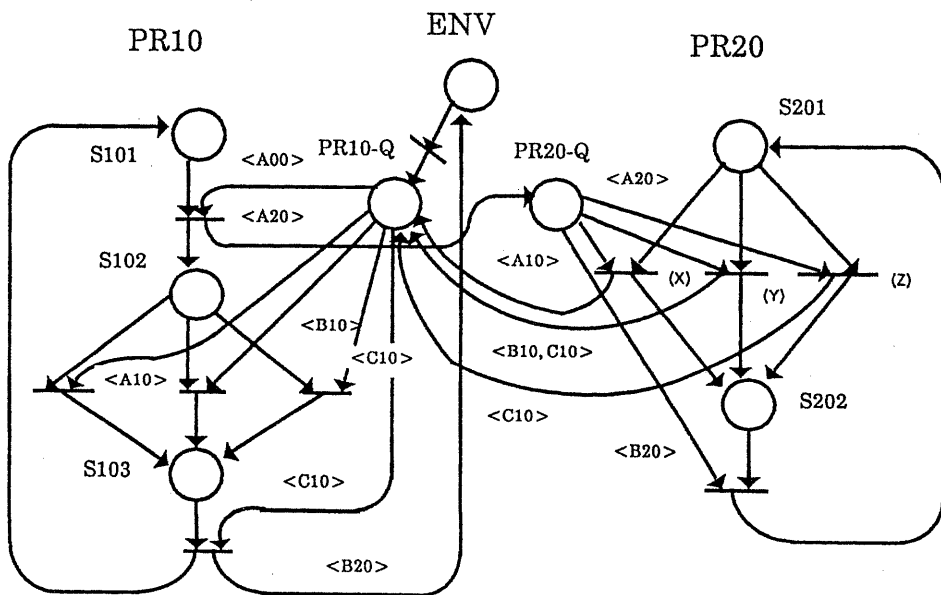 ENV
PR10
PR20
S101
PR10-Q
PR20-Q
S201
<A00>
<A20>
<A20>
S102
<A10>
(X)
(Y)
(Z)
<B10>
<C10>
<B10,C10>
<A10>
<C10>
S202
<B20>
S103
<C10>
<B20>